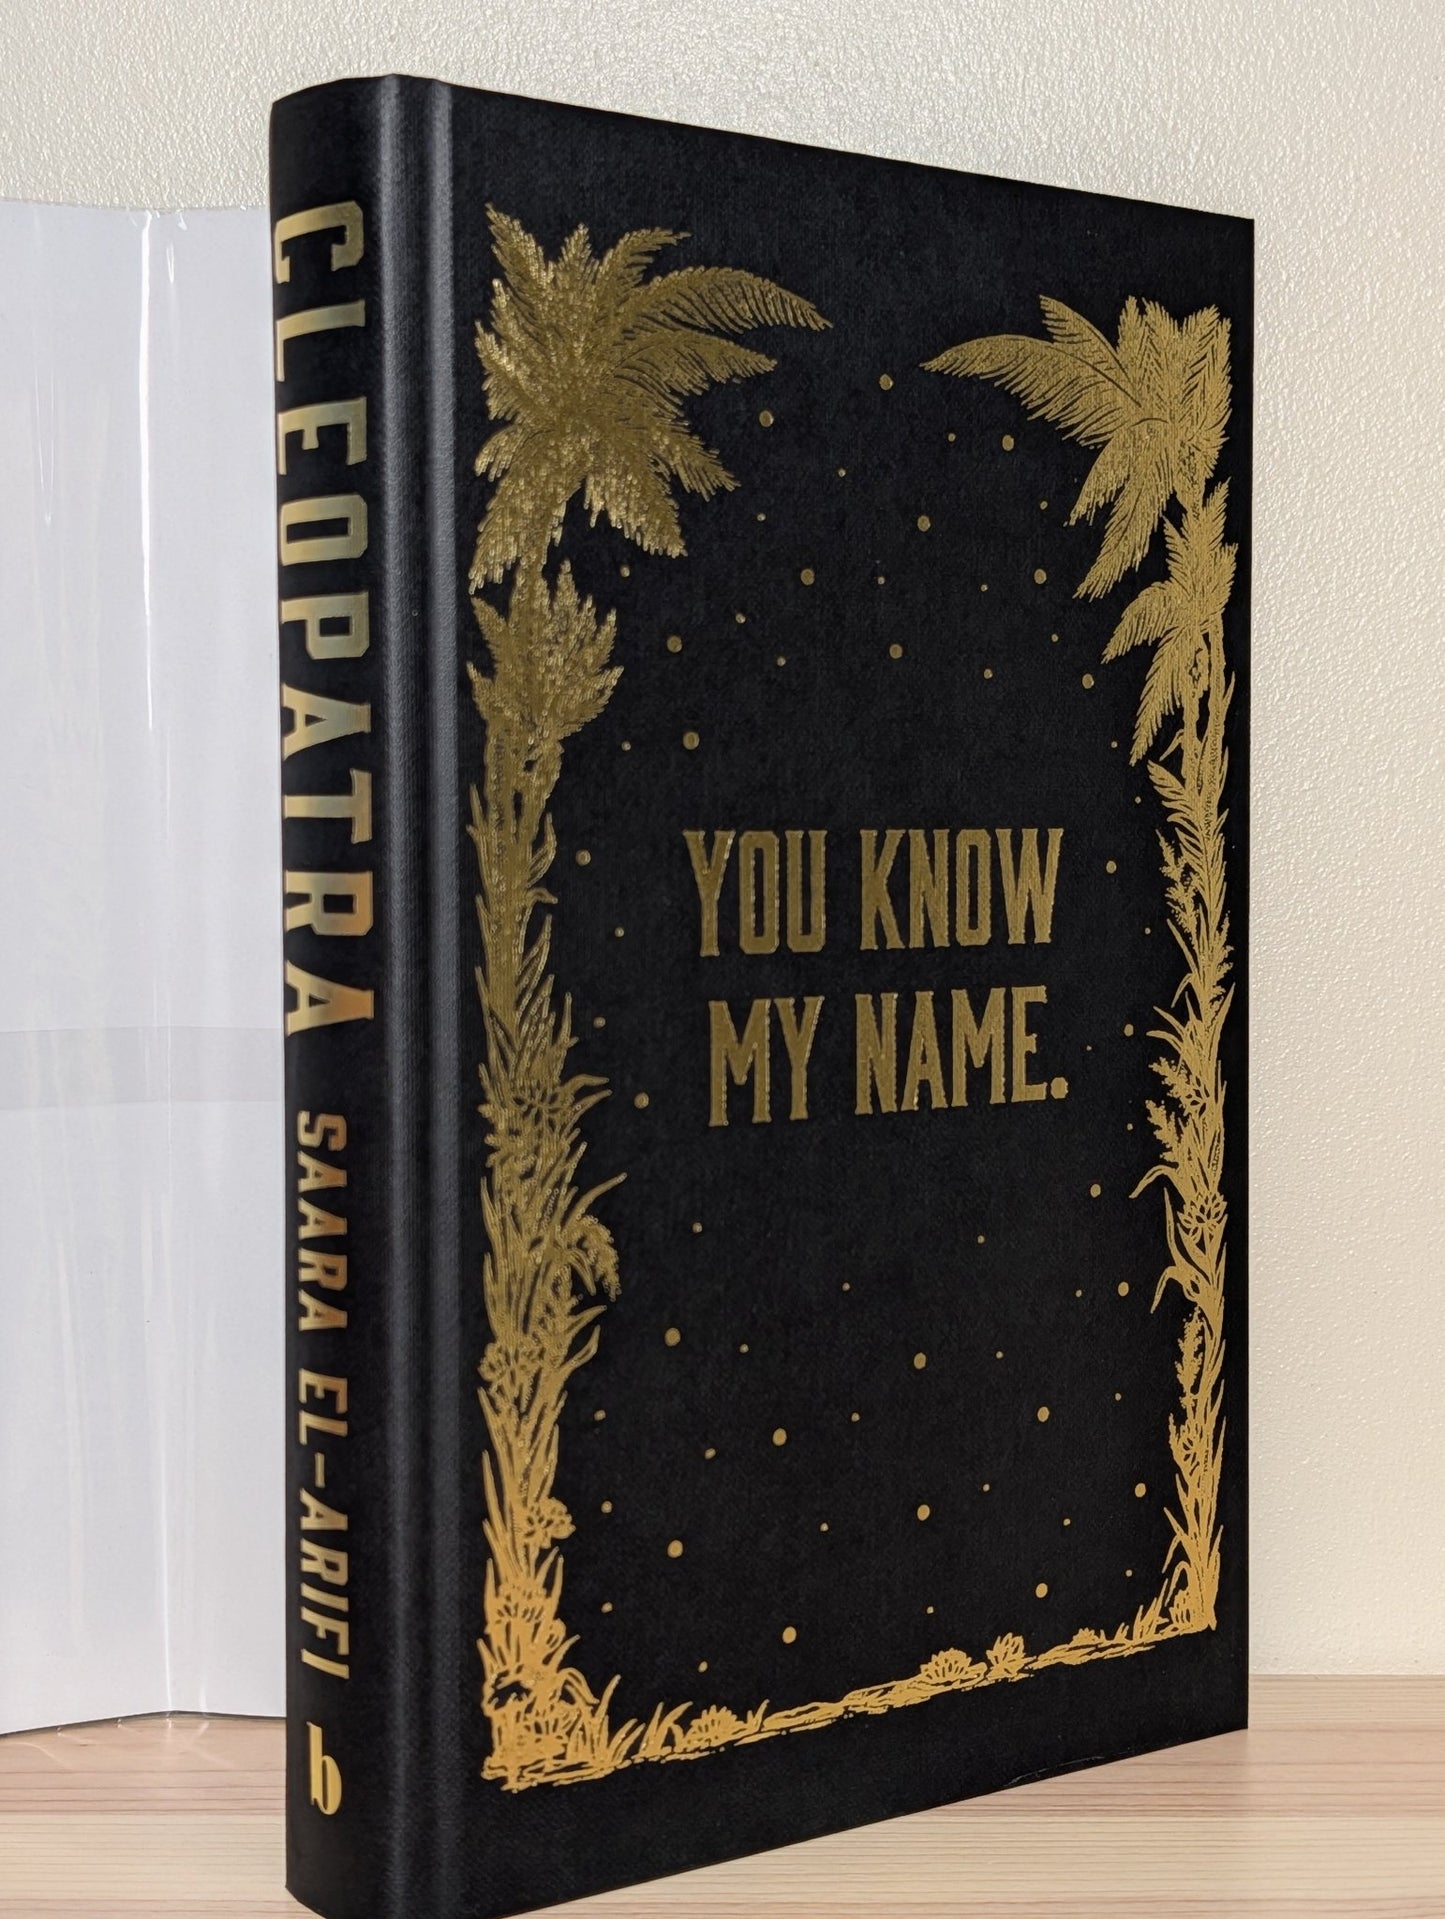 CLEOPATRA SAARA EL-ARIFI b
YOU KNOW
MY NAME.